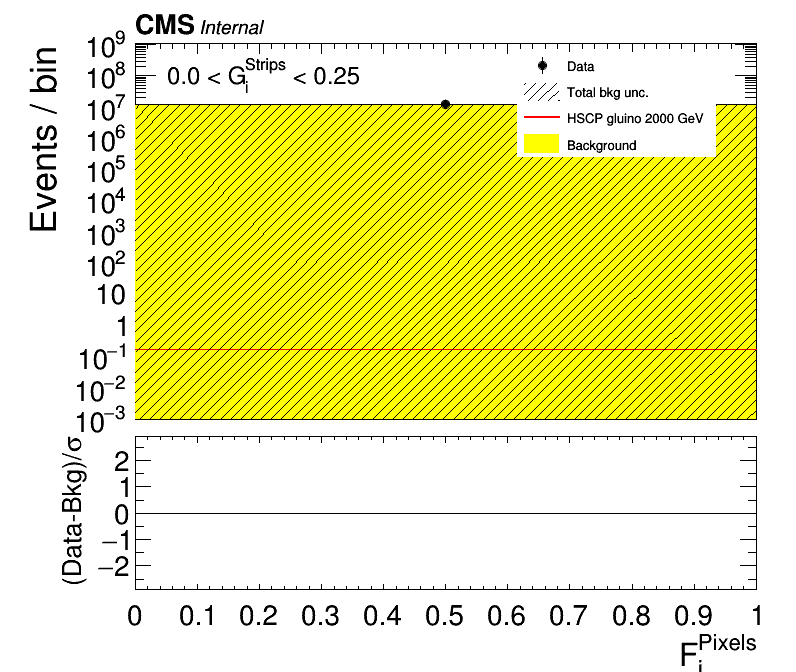 CMS Internal
Events / bin
10^9
10^8
10^7
10^6
10^5
10^4
10^3
10^2
10
1
10^−1
10^−2
10^−3
0.0 < G_i^Strips < 0.25
Data
Total bkg unc.
HSCP gluino 2000 GeV
Background
(Data-Bkg)/σ
2
1
0
−1
−2
0 0.1 0.2 0.3 0.4 0.5 0.6 0.7 0.8 0.9 1
F_i^Pixels